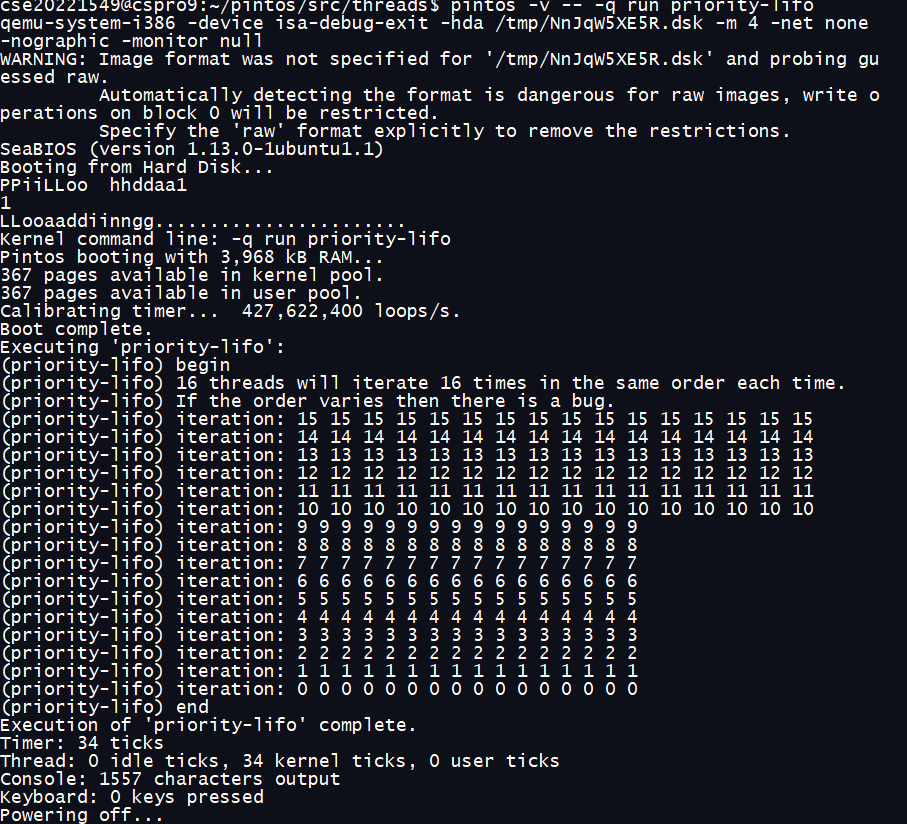 cse20221549@cspro9:~/pintos/src/threads$ pintos -v -- -q run priority-lifo
qemu-system-i386 -device isa-debug-exit -hda /tmp/NnJqW5XE5R.dsk -m 4 -net none
-nographic -monitor null
WARNING: Image format was not specified for '/tmp/NnJqW5XE5R.dsk' and probing gu
essed raw.
         Automatically detecting the format is dangerous for raw images, write o
perations on block 0 will be restricted.
         Specify the 'raw' format explicitly to remove the restrictions.
SeaBIOS (version 1.13.0-1ubuntu1.1)
Booting from Hard Disk...
PPiiLLoo  hhddaa1
1
LLooaaddiinngg.......................
Kernel command line: -q run priority-lifo
Pintos booting with 3,968 kB RAM...
367 pages available in kernel pool.
367 pages available in user pool.
Calibrating timer...  427,622,400 loops/s.
Boot complete.
Executing 'priority-lifo':
(priority-lifo) begin
(priority-lifo) 16 threads will iterate 16 times in the same order each time.
(priority-lifo) If the order varies then there is a bug.
(priority-lifo) iteration: 15 15 15 15 15 15 15 15 15 15 15 15 15 15 15 15
(priority-lifo) iteration: 14 14 14 14 14 14 14 14 14 14 14 14 14 14 14 14
(priority-lifo) iteration: 13 13 13 13 13 13 13 13 13 13 13 13 13 13 13 13
(priority-lifo) iteration: 12 12 12 12 12 12 12 12 12 12 12 12 12 12 12 12
(priority-lifo) iteration: 11 11 11 11 11 11 11 11 11 11 11 11 11 11 11 11
(priority-lifo) iteration: 10 10 10 10 10 10 10 10 10 10 10 10 10 10 10 10
(priority-lifo) iteration: 9 9 9 9 9 9 9 9 9 9 9 9 9 9 9 9
(priority-lifo) iteration: 8 8 8 8 8 8 8 8 8 8 8 8 8 8 8 8
(priority-lifo) iteration: 7 7 7 7 7 7 7 7 7 7 7 7 7 7 7 7
(priority-lifo) iteration: 6 6 6 6 6 6 6 6 6 6 6 6 6 6 6 6
(priority-lifo) iteration: 5 5 5 5 5 5 5 5 5 5 5 5 5 5 5 5
(priority-lifo) iteration: 4 4 4 4 4 4 4 4 4 4 4 4 4 4 4 4
(priority-lifo) iteration: 3 3 3 3 3 3 3 3 3 3 3 3 3 3 3 3
(priority-lifo) iteration: 2 2 2 2 2 2 2 2 2 2 2 2 2 2 2 2
(priority-lifo) iteration: 1 1 1 1 1 1 1 1 1 1 1 1 1 1 1 1
(priority-lifo) iteration: 0 0 0 0 0 0 0 0 0 0 0 0 0 0 0 0
(priority-lifo) end
Execution of 'priority-lifo' complete.
Timer: 34 ticks
Thread: 0 idle ticks, 34 kernel ticks, 0 user ticks
Console: 1557 characters output
Keyboard: 0 keys pressed
Powering off...